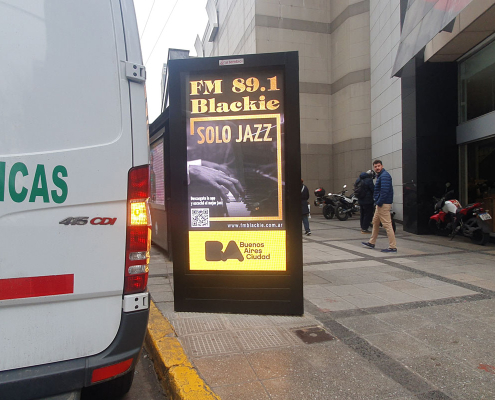 FM 89.1
Blackie
SOLO JAZZ
www.fmblackie.com.ar
BA
Buenos
Aires
Ciudad
ICAS
415 CDI